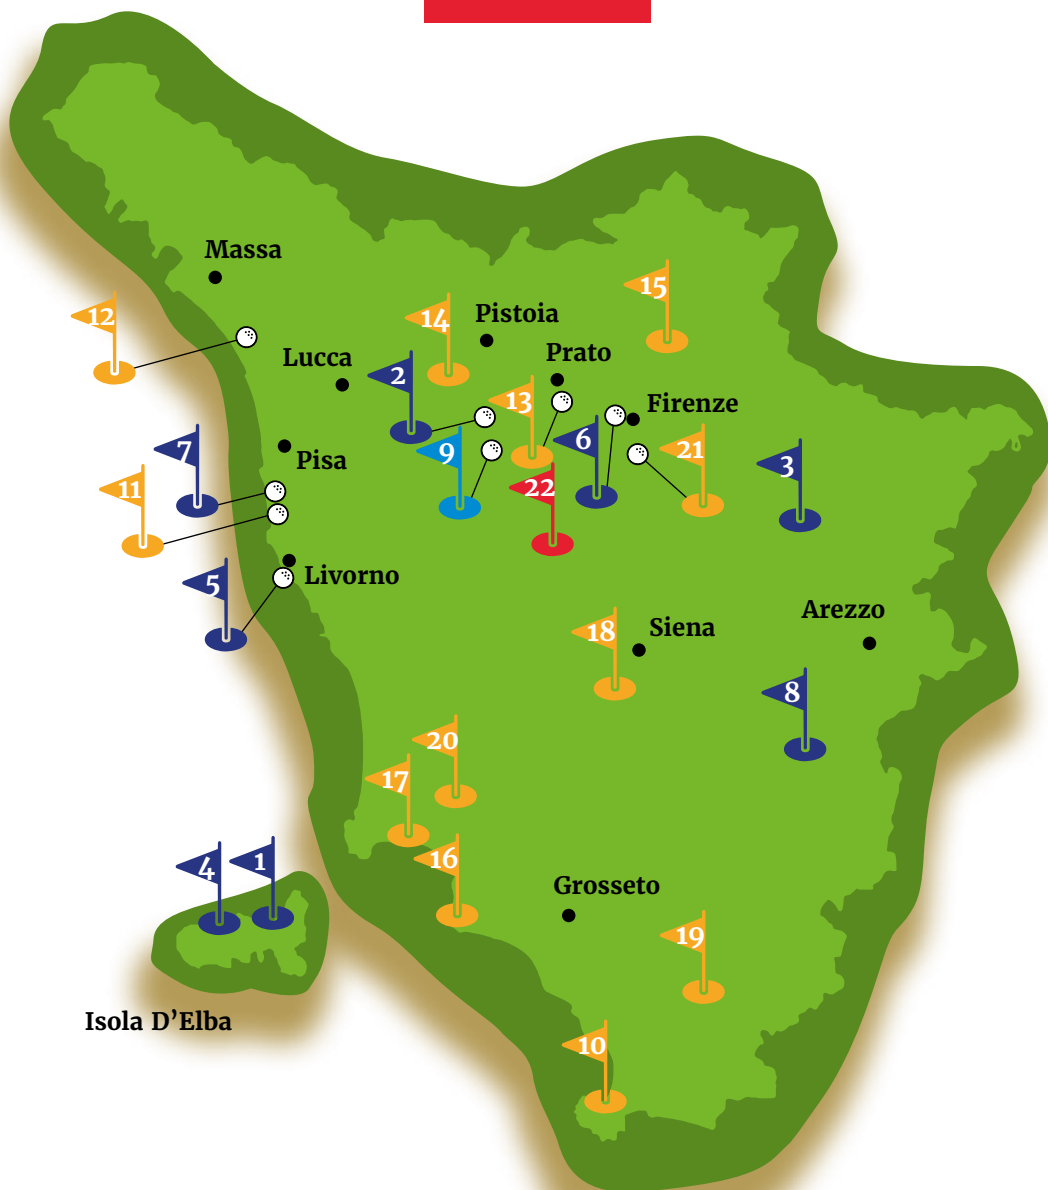 Massa
15
12
14
Pistoia
Prato
Lucca
2
13
Firenze
6
7
9
21
3
Pisa
11
22
5
Livorno
Arezzo
18
Siena
8
20
17
4
1
16
Grosseto
19
Isola D’Elba
10